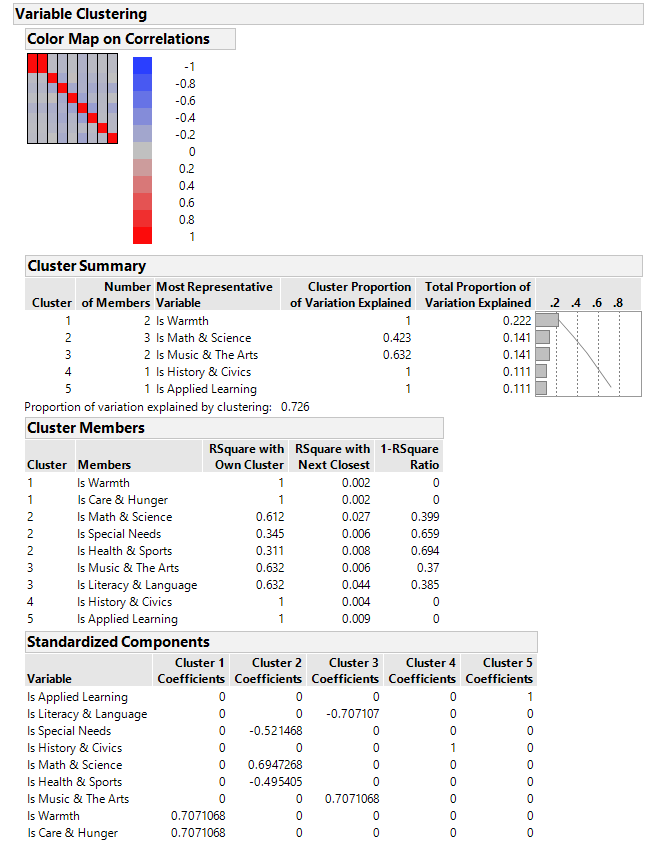 Variable Clustering
Color Map on Correlations
-1
-0.8
-0.6
-0.4
-0.2
0
0.2
0.4
0.6
0.8
1
Cluster Summary
Number Most Representative Cluster Proportion Total Proportion of
Cluster of Members Variable of Variation Explained Variation Explained .2 .4 .6 .8
1 2 Is Warmth 1 0.222
2 3 Is Math & Science 0.423 0.141
3 2 Is Music & The Arts 0.632 0.141
4 1 Is History & Civics 1 0.111
5 1 Is Applied Learning 1 0.111
Proportion of variation explained by clustering: 0.726
Cluster Members
RSquare with RSquare with 1-RSquare
Cluster Members Own Cluster Next Closest Ratio
1 Is Warmth 1 0.002 0
1 Is Care & Hunger 1 0.002 0
2 Is Math & Science 0.612 0.027 0.399
2 Is Special Needs 0.345 0.006 0.659
2 Is Health & Sports 0.311 0.008 0.694
3 Is Music & The Arts 0.632 0.006 0.37
3 Is Literacy & Language 0.632 0.044 0.385
4 Is History & Civics 1 0.004 0
5 Is Applied Learning 1 0.009 0
Standardized Components
Cluster 1 Cluster 2 Cluster 3 Cluster 4 Cluster 5
Variable Coefficients Coefficients Coefficients Coefficients Coefficients
Is Applied Learning 0 0 0 0 1
Is Literacy & Language 0 0 -0.707107 0 0
Is Special Needs 0 -0.521468 0 0 0
Is History & Civics 0 0 0 1 0
Is Math & Science 0 0.6947268 0 0 0
Is Health & Sports 0 -0.495405 0 0 0
Is Music & The Arts 0 0 0.7071068 0 0
Is Warmth 0.7071068 0 0 0 0
Is Care & Hunger 0.7071068 0 0 0 0